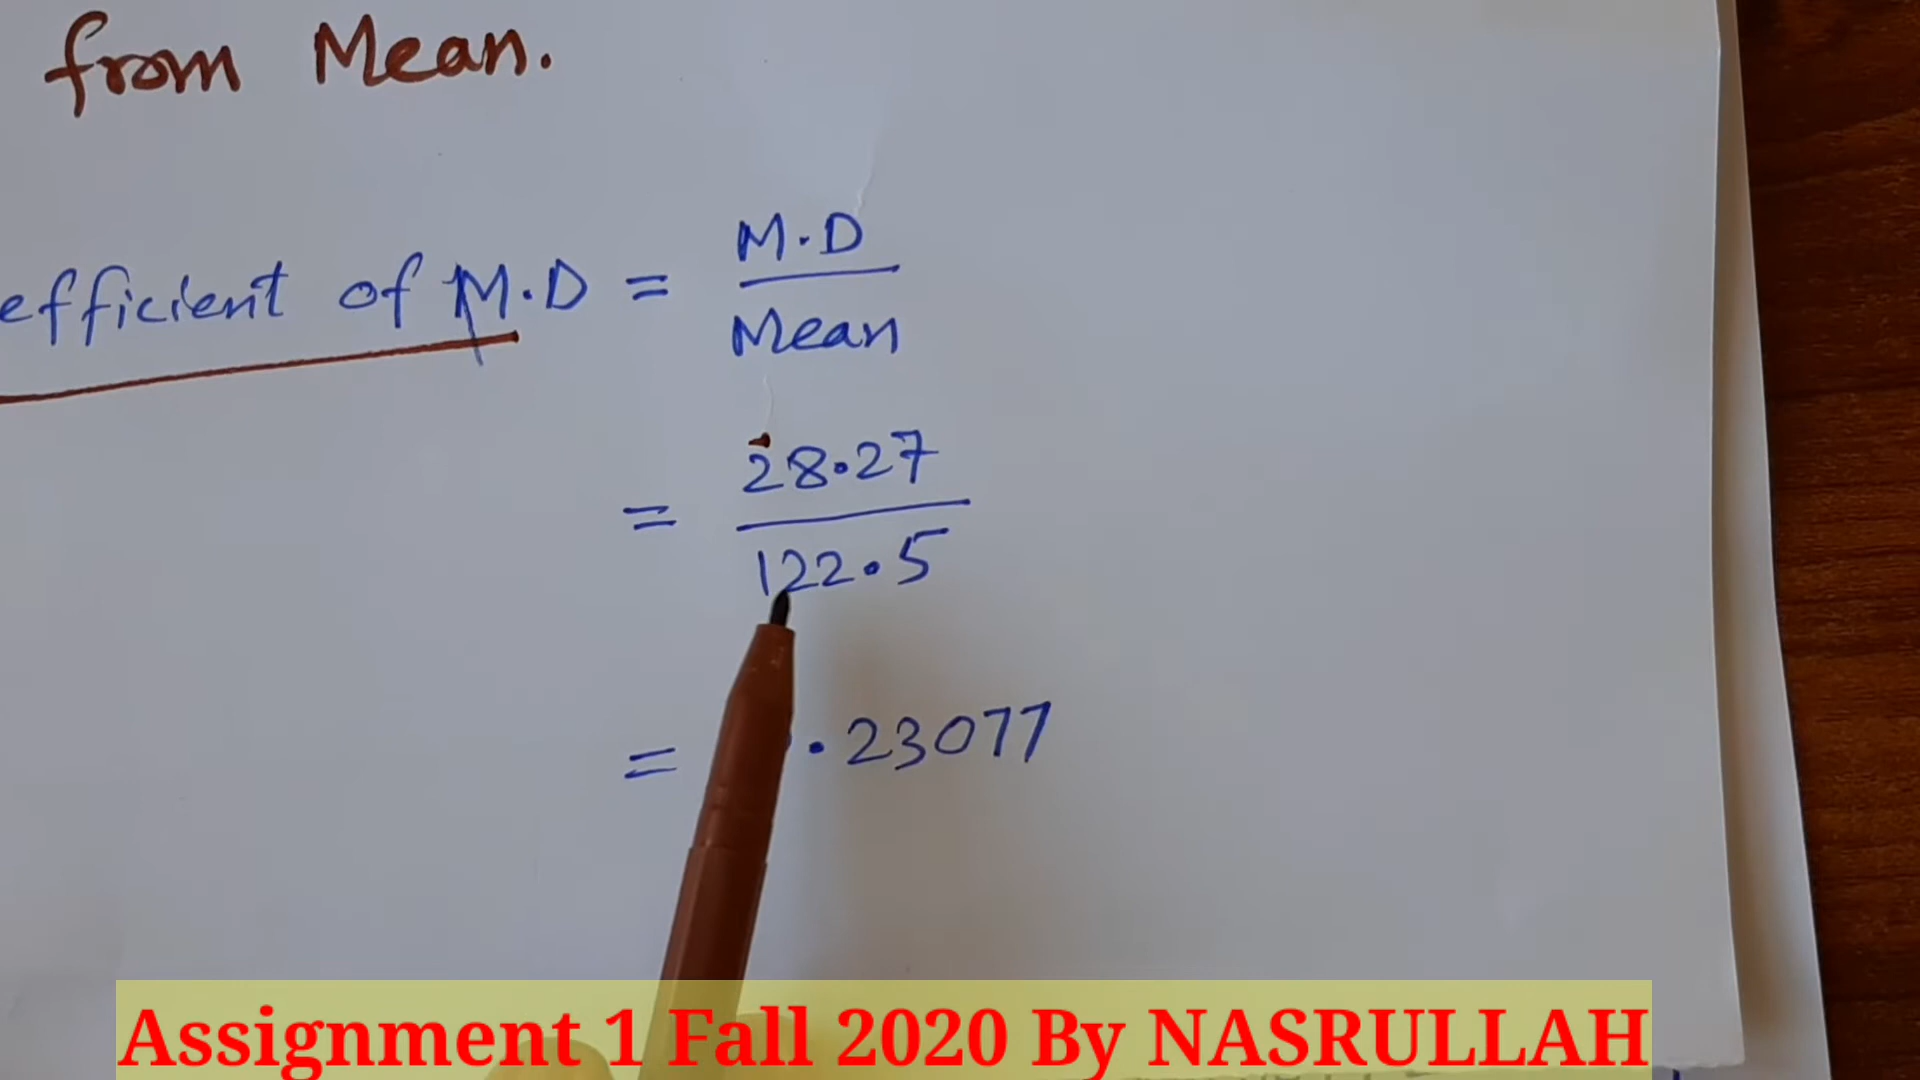 from Mean.
efficient of M.D = M.D
Mean
= 28.27
122.5
= .23077
Assignment 1 Fall 2020 By NASRULLAH